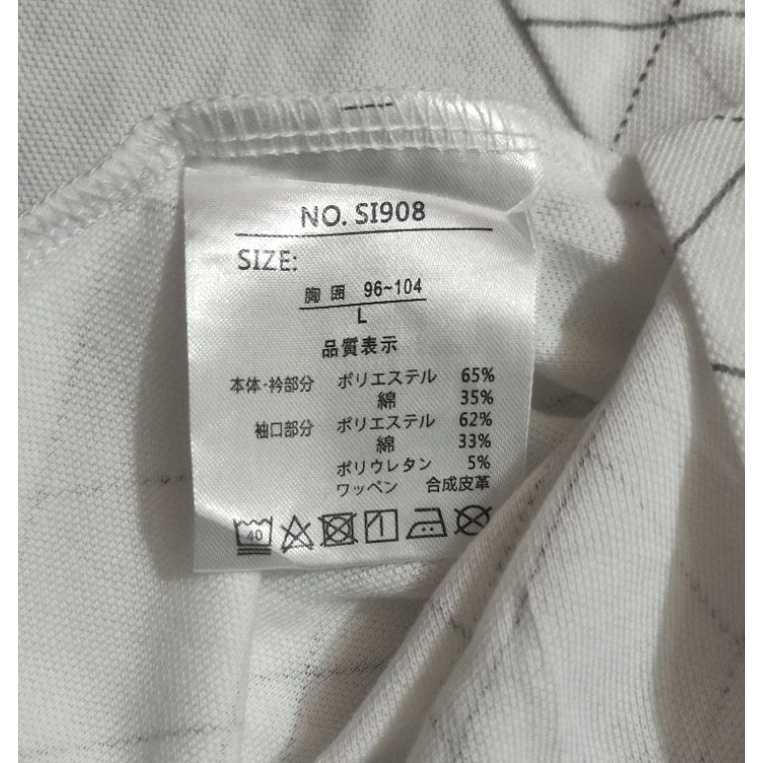 NO. SI908
SIZE:
胸囲 96~104
L
品質表示
本体・衿部分 ポリエステル 65%
綿 35%
袖口部分 ポリエステル 62%
綿 33%
ポリウレタン 5%
ワッペン 合成皮革
40